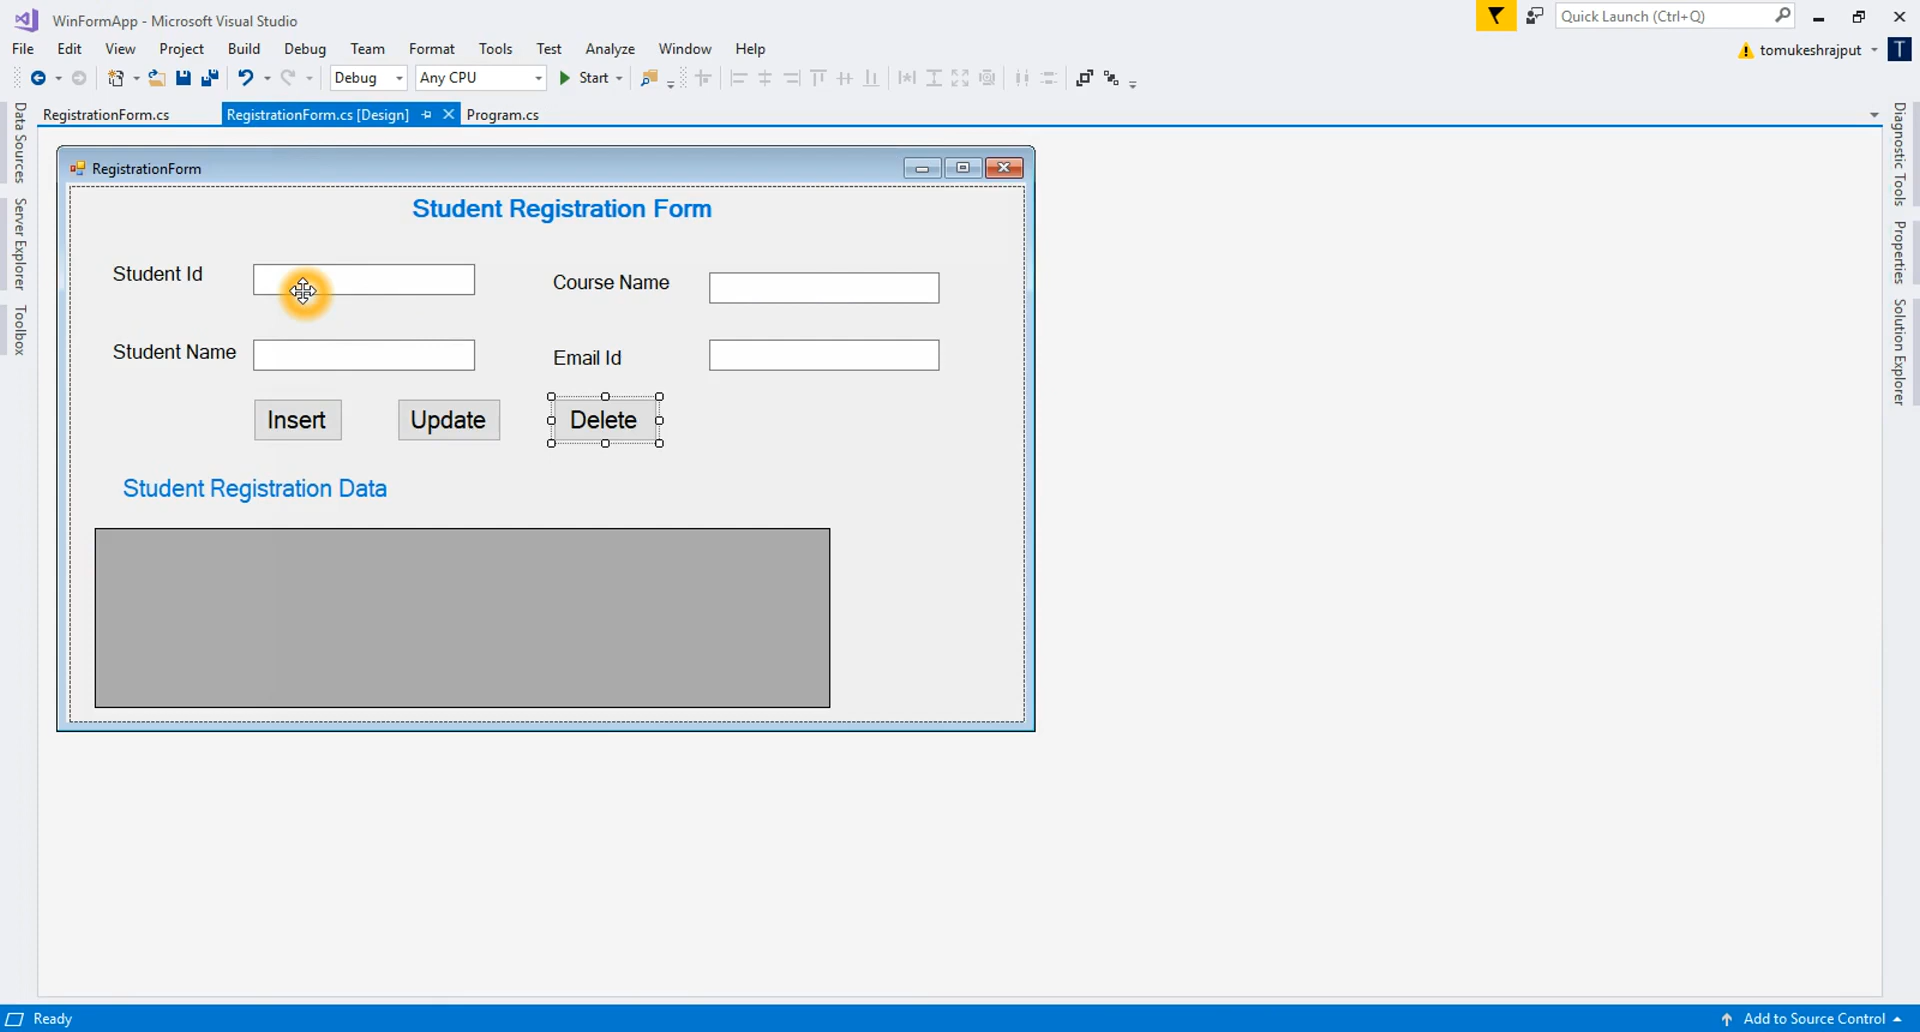 WinFormApp - Microsoft Visual Studio
Quick Launch (Ctrl+Q)
File Edit View Project Build Debug Team Format Tools Test Analyze Window Help
tomukeshrajput T
Debug Any CPU Start
RegistrationForm.cs RegistrationForm.cs [Design] Program.cs
Data Sources
Server Explorer
Toolbox
RegistrationForm
Student Registration Form
Student Id Course Name
Student Name Email Id
Insert Update Delete
Student Registration Data
Diagnostic Tools
Properties
Solution Explorer
Ready Add to Source Control